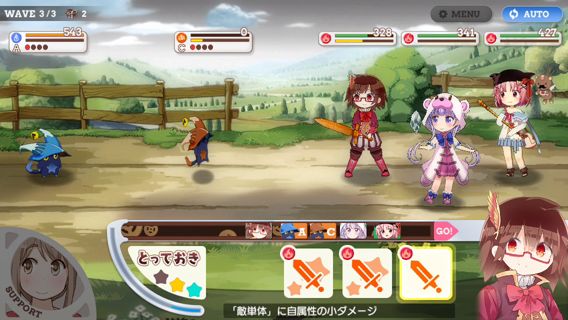 WAVE 3/3 2
MENU
AUTO
543
A
0
C
328
341
427
A C GO!
とっておき
SUPPORT
「敵単体」に自属性の小ダメージ